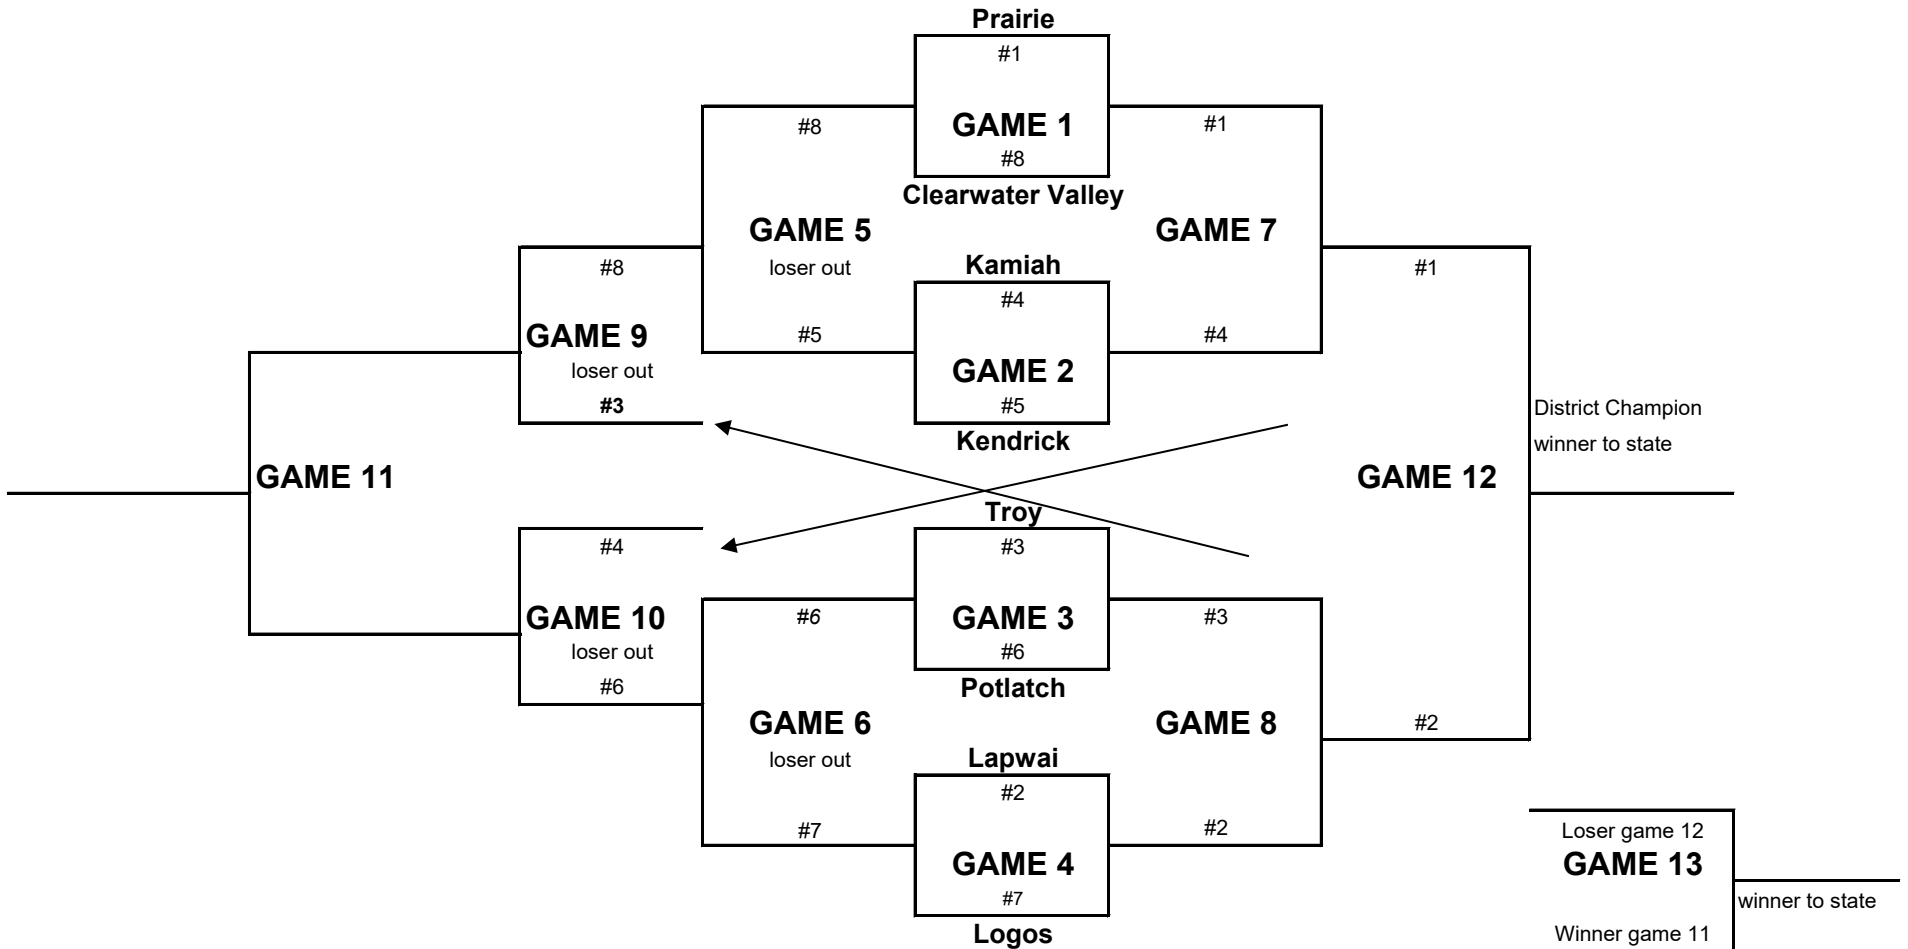 Prairie
#1
#8
GAME 1
#1
#8
Clearwater Valley
GAME 5
GAME 7
loser out
Kamiah
#8
#1
#4
GAME 9
#5
#4
loser out
GAME 2
#3
#5
District Champion
Kendrick
winner to state
GAME 11
GAME 12
Troy
#4
#3
GAME 10
#6
GAME 3
#3
loser out
#6
#6
Potlatch
GAME 6
GAME 8
#2
loser out
Lapwai
#2
#7
#2
Loser game 12
GAME 4
GAME 13
#7
winner to state
Logos
Winner game 11